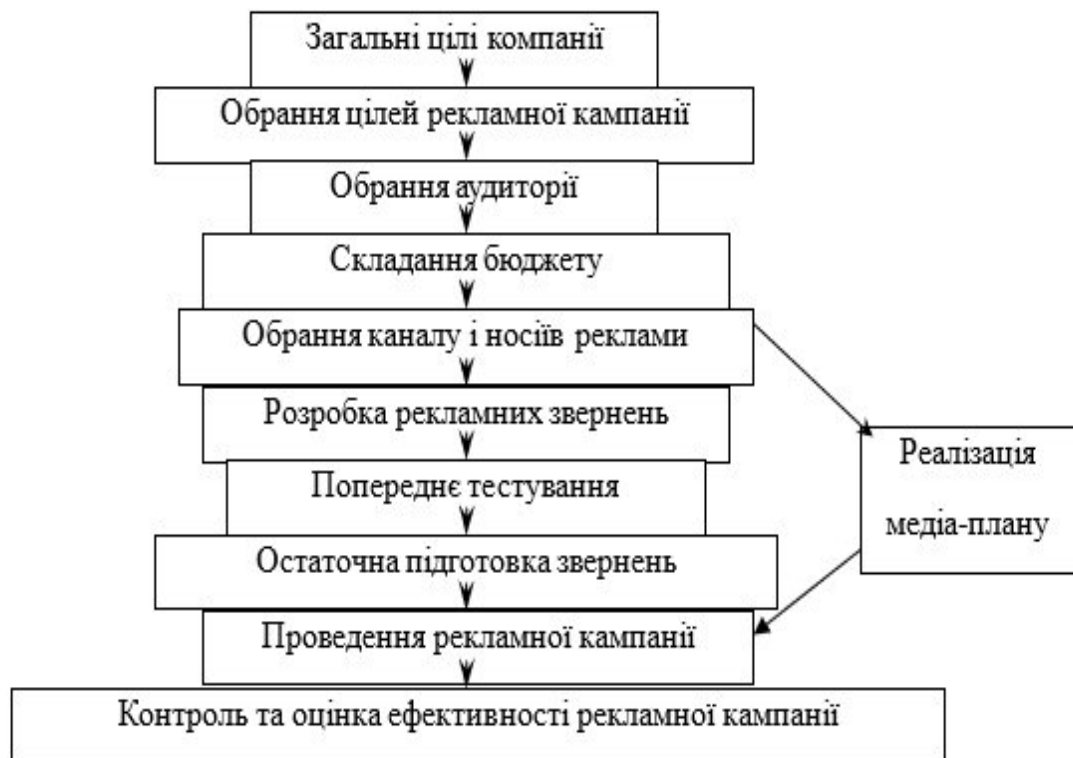 Загальні цілі компанії
Обрання цілей рекламної кампанії
Обрання аудиторії
Складання бюджету
Обрання каналу і носіїв реклами
Розробка рекламних звернень
Попереднє тестування
Реалізація
медіа-плану
Остаточна підготовка звернень
Проведення рекламної кампанії
Контроль та оцінка ефективності рекламної кампанії